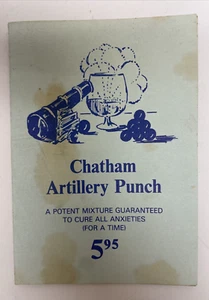 Chatham
Artillery Punch
A POTENT MIXTURE GUARANTEED
TO CURE ALL ANXIETIES
(FOR A TIME)
5 95